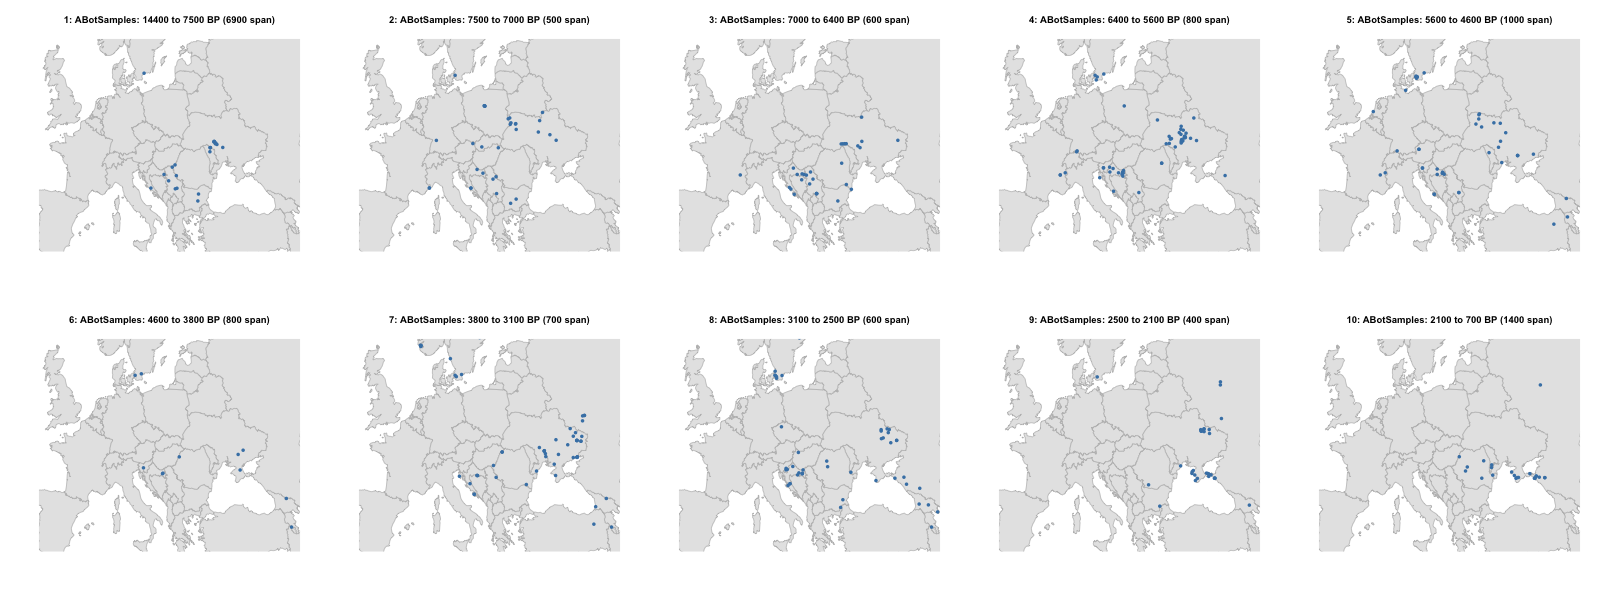 1: ABotSamples: 14400 to 7500 BP (6900 span)
2: ABotSamples: 7500 to 7000 BP (500 span)
3: ABotSamples: 7000 to 6400 BP (600 span)
4: ABotSamples: 6400 to 5600 BP (800 span)
5: ABotSamples: 5600 to 4600 BP (1000 span)
6: ABotSamples: 4600 to 3800 BP (800 span)
7: ABotSamples: 3800 to 3100 BP (700 span)
8: ABotSamples: 3100 to 2500 BP (600 span)
9: ABotSamples: 2500 to 2100 BP (400 span)
10: ABotSamples: 2100 to 700 BP (1400 span)